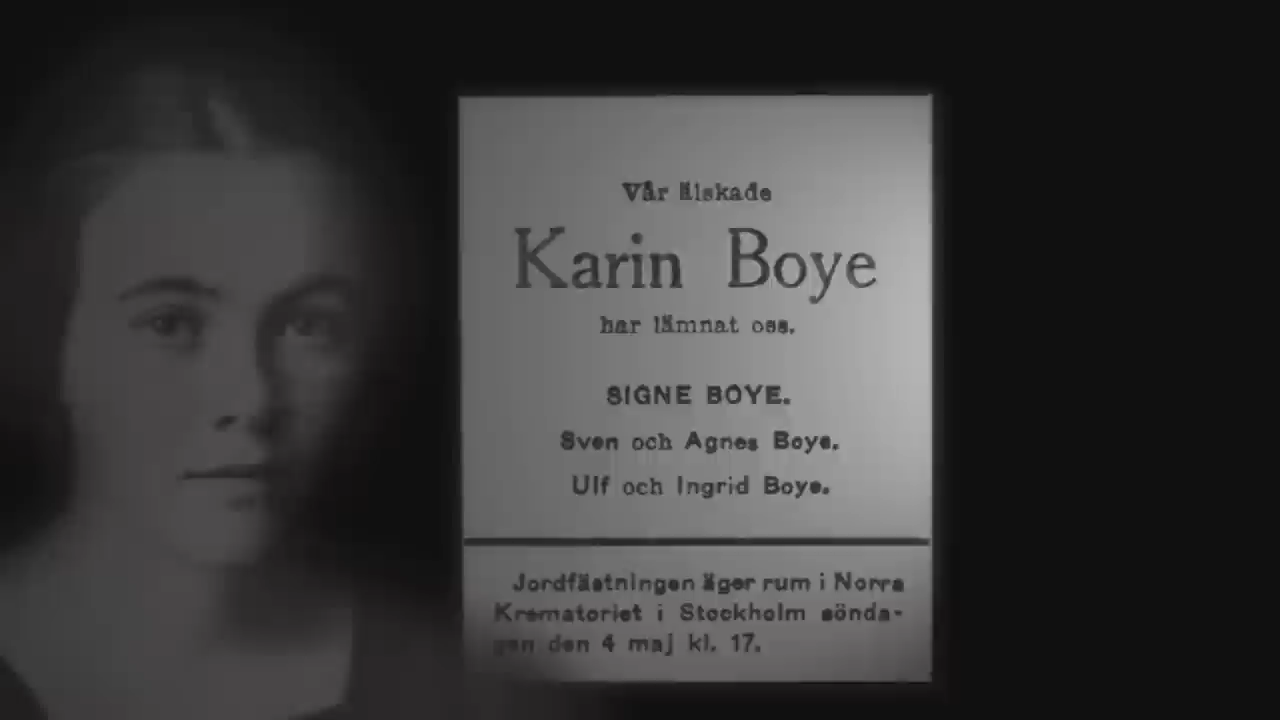 Vår älskade
Karin Boye
har lämnat oss.
SIGNE BOYE.
Sven och Agnes Boye.
Ulf och Ingrid Boye.
Jordfästningen äger rum i Norra
Krematoriet i Stockholm sönda-
gen den 4 maj kl. 17.